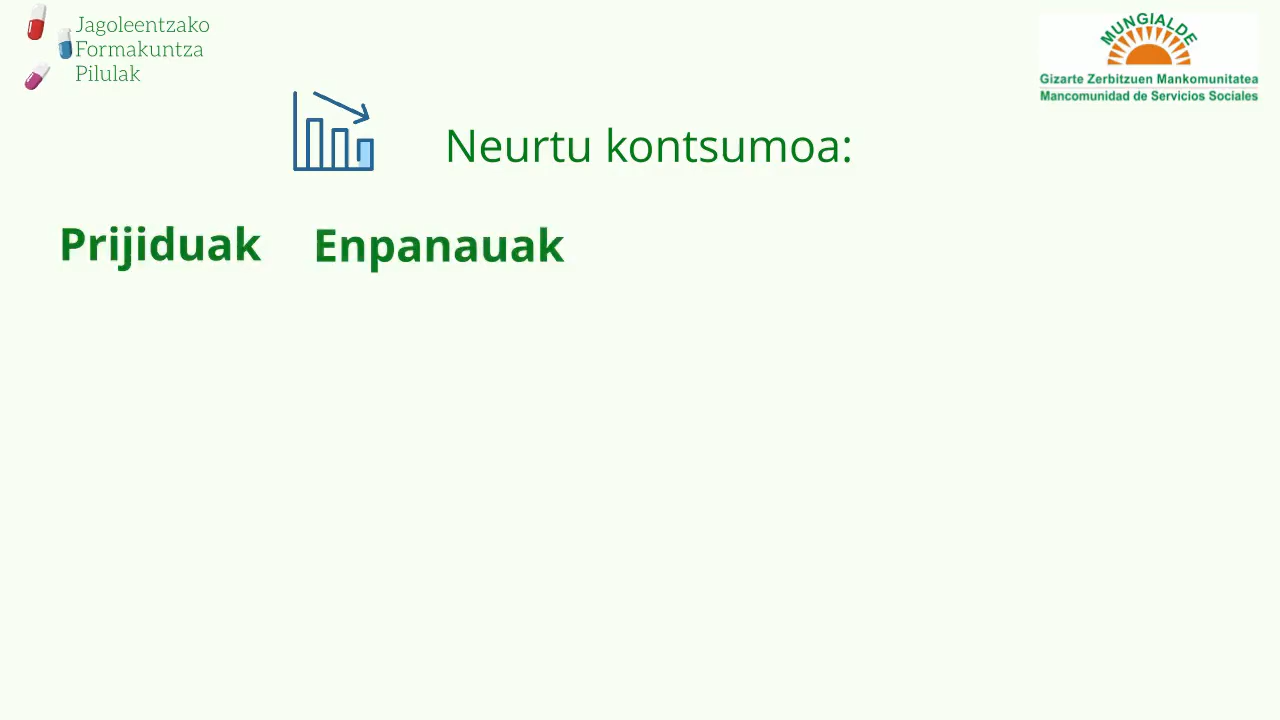 Jagoleentzako
Formakuntza
Pilulak
MUNGIALDE
Gizarte Zerbitzuen Mankomunitatea
Mancomunidad de Servicios Sociales
Neurtu kontsumoa:
Prijiduak Enpanauak